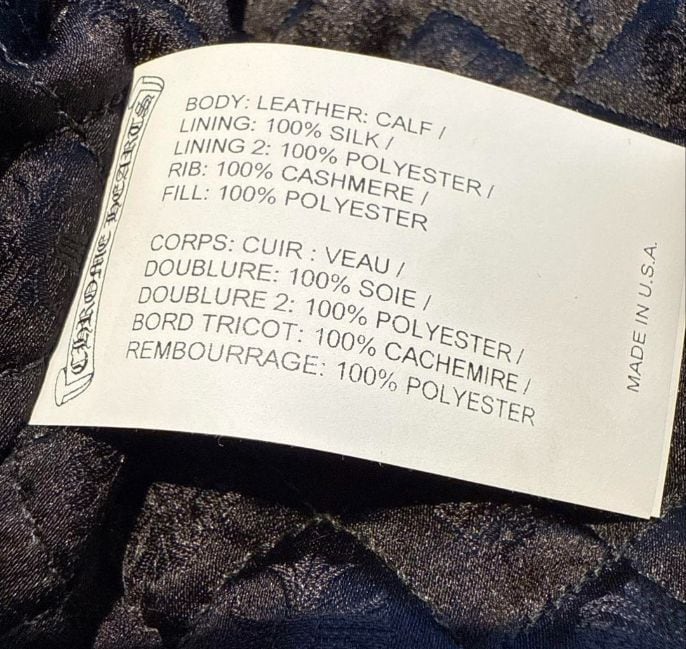 CHROME HEARTS
BODY: LEATHER: CALF /
LINING: 100% SILK /
LINING 2: 100% POLYESTER /
RIB: 100% CASHMERE /
FILL: 100% POLYESTER
CORPS: CUIR : VEAU /
DOUBLURE: 100% SOIE /
DOUBLURE 2: 100% POLYESTER /
BORD TRICOT: 100% CACHEMIRE /
REMBOURRAGE: 100% POLYESTER
MADE IN U.S.A.